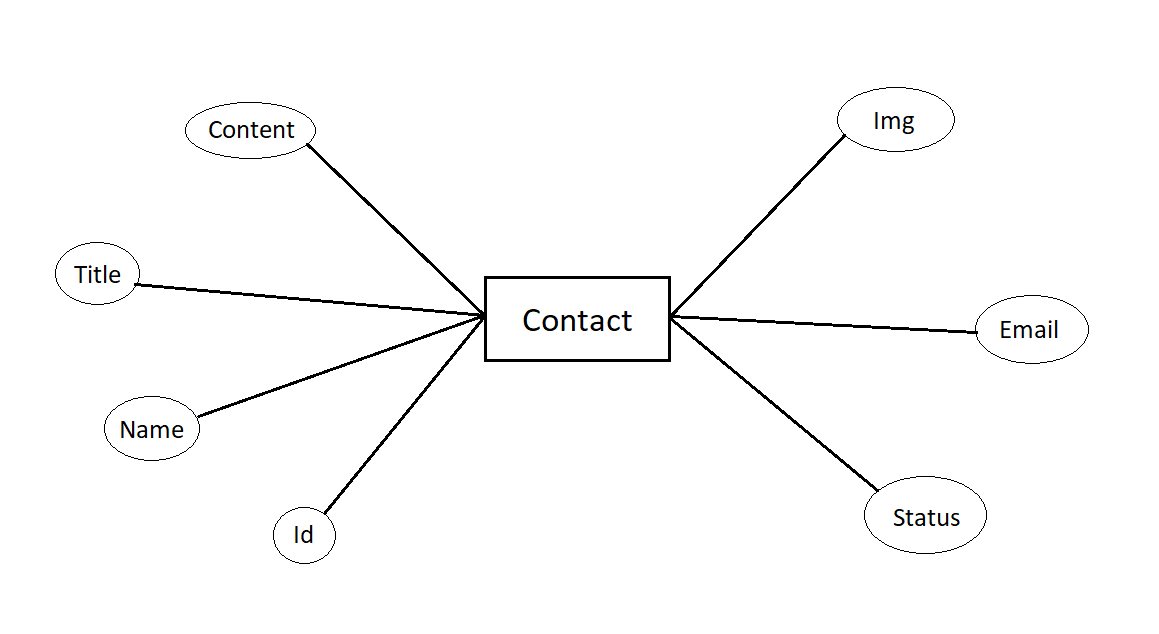 Content
Img
Title
Contact
Email
Name
Status
Id